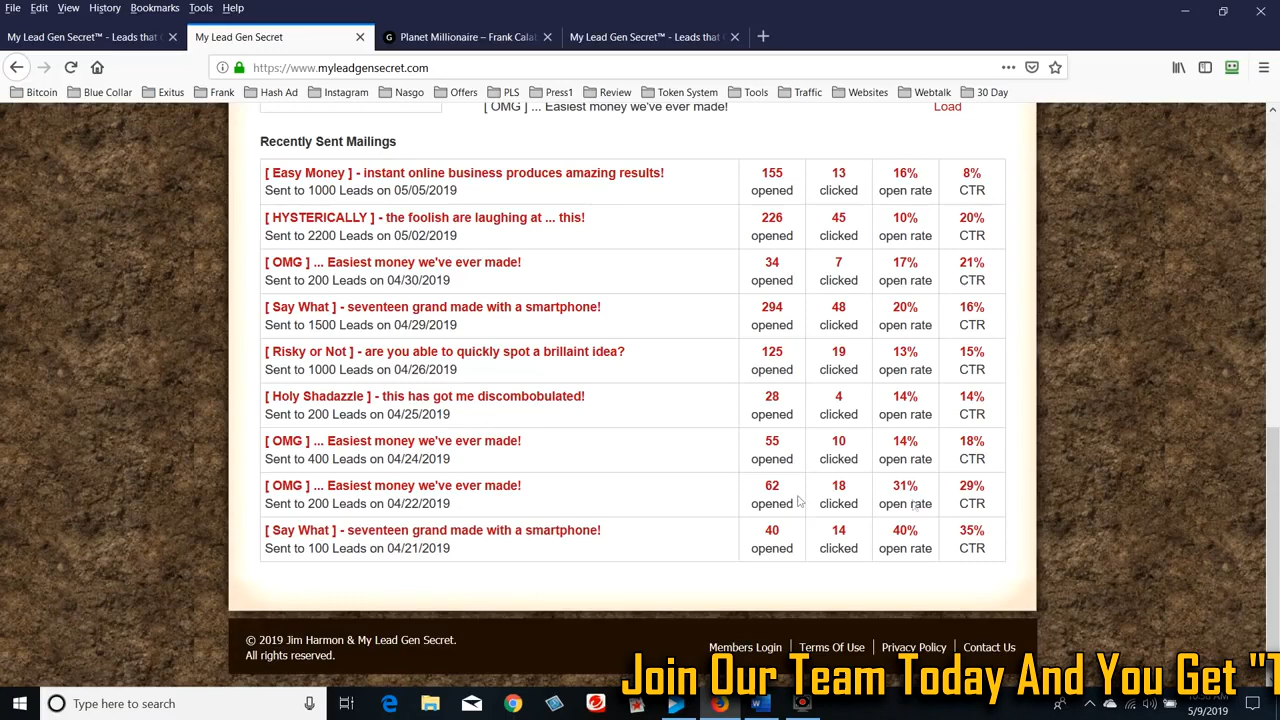 File Edit View History Bookmarks Tools Help
My Lead Gen Secret™ - Leads that
My Lead Gen Secret
Planet Millionaire – Frank Calat
My Lead Gen Secret™ - Leads that
https://www.myleadgensecret.com
Bitcoin Blue Collar Exitus Frank Hash Ad Instagram Nasgo Offers PLS Press1 Review Token System Tools Traffic Websites Webtalk 30 Day
[ OMG ] ... Easiest money we've ever made! Load
Recently Sent Mailings
[ Easy Money ] - instant online business produces amazing results! 155 13 16% 8%
Sent to 1000 Leads on 05/05/2019 opened clicked open rate CTR
[ HYSTERICALLY ] - the foolish are laughing at ... this! 226 45 10% 20%
Sent to 2200 Leads on 05/02/2019 opened clicked open rate CTR
[ OMG ] ... Easiest money we've ever made! 34 7 17% 21%
Sent to 200 Leads on 04/30/2019 opened clicked open rate CTR
[ Say What ] - seventeen grand made with a smartphone! 294 48 20% 16%
Sent to 1500 Leads on 04/29/2019 opened clicked open rate CTR
[ Risky or Not ] - are you able to quickly spot a brillaint idea? 125 19 13% 15%
Sent to 1000 Leads on 04/26/2019 opened clicked open rate CTR
[ Holy Shadazzle ] - this has got me discombobulated! 28 4 14% 14%
Sent to 200 Leads on 04/25/2019 opened clicked open rate CTR
[ OMG ] ... Easiest money we've ever made! 55 10 14% 18%
Sent to 400 Leads on 04/24/2019 opened clicked open rate CTR
[ OMG ] ... Easiest money we've ever made! 62 18 31% 29%
Sent to 200 Leads on 04/22/2019 opened clicked open rate CTR
[ Say What ] - seventeen grand made with a smartphone! 40 14 40% 35%
Sent to 100 Leads on 04/21/2019 opened clicked open rate CTR
© 2019 Jim Harmon & My Lead Gen Secret.
All rights reserved.
Members Login Terms Of Use Privacy Policy Contact Us
Join Our Team Today And You Get "T
Type here to search
5/9/2019